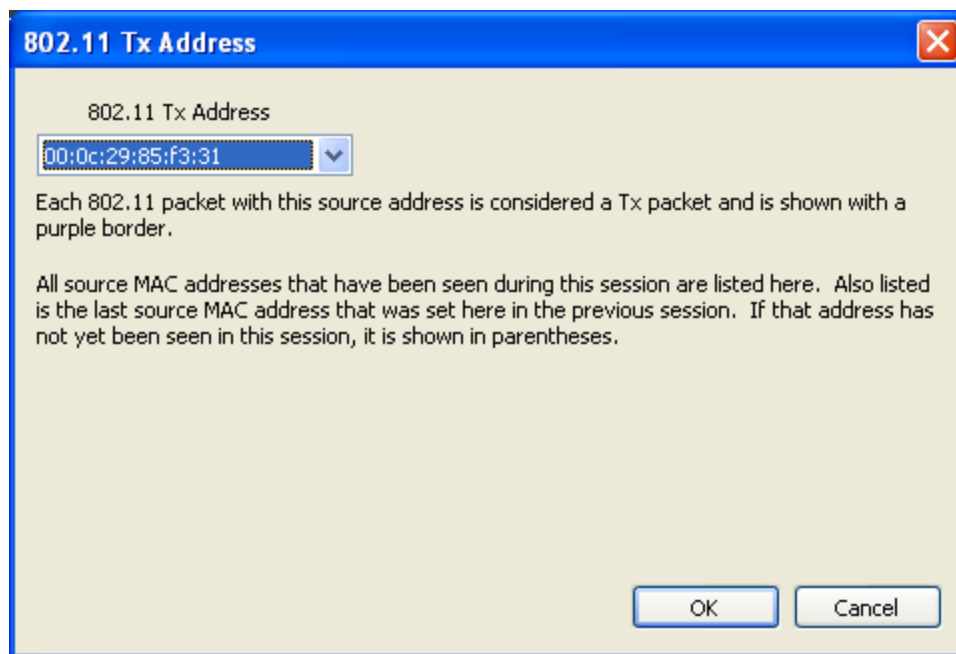 802.11 Tx Address
802.11 Tx Address
00:0c:29:85:f3:31
Each 802.11 packet with this source address is considered a Tx packet and is shown with a
purple border.
All source MAC addresses that have been seen during this session are listed here.  Also listed
is the last source MAC address that was set here in the previous session.  If that address has
not yet been seen in this session, it is shown in parentheses.
OK
Cancel